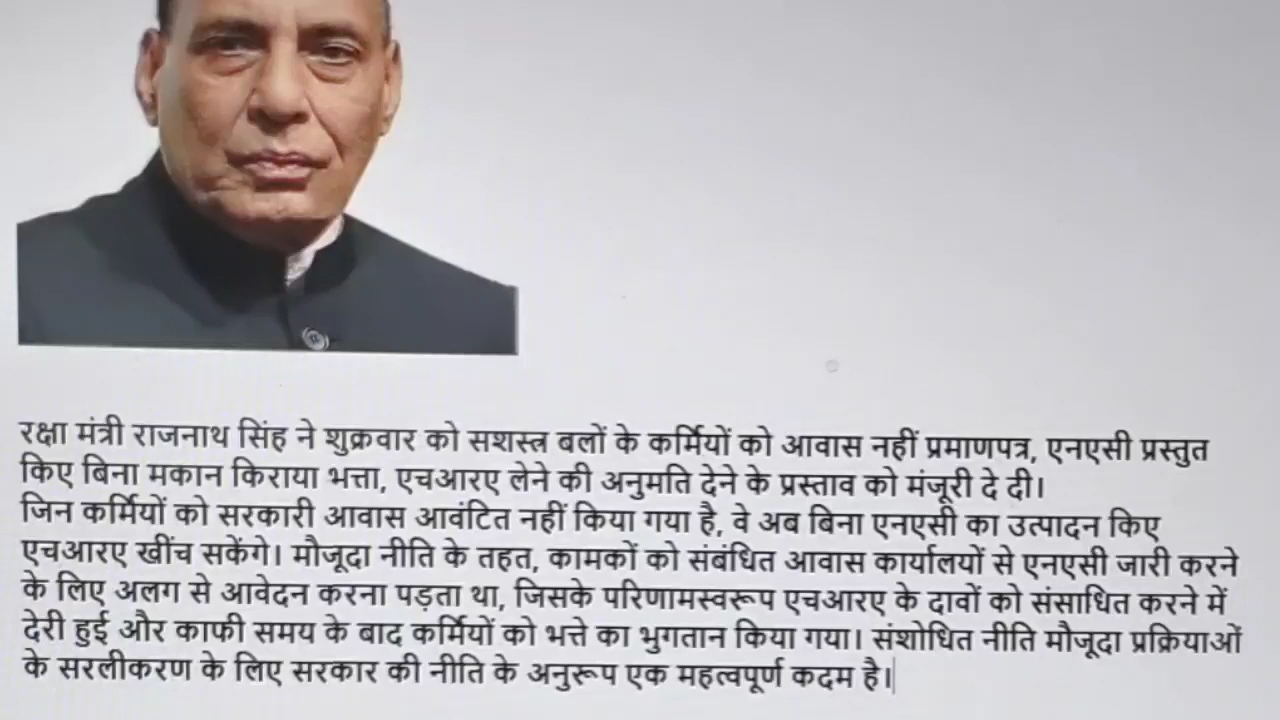 रक्षा मंत्री राजनाथ सिंह ने शुक्रवार को सशस्त्र बलों के कर्मियों को आवास नहीं प्रमाणपत्र, एनएसी प्रस्तुत
किए बिना मकान किराया भत्ता, एचआरए लेने की अनुमति देने के प्रस्ताव को मंजूरी दे दी।
जिन कर्मियों को सरकारी आवास आवंटित नहीं किया गया है, वे अब बिना एनएसी का उत्पादन किए
एचआरए खींच सकेंगे। मौजूदा नीति के तहत, कामकों को संबंधित आवास कार्यालयों से एनएसी जारी करने
के लिए अलग से आवेदन करना पड़ता था, जिसके परिणामस्वरूप एचआरए के दावों को संसाधित करने में
देरी हुई और काफी समय के बाद कर्मियों को भत्ते का भुगतान किया गया। संशोधित नीति मौजूदा प्रक्रियाओं
के सरलीकरण के लिए सरकार की नीति के अनुरूप एक महत्वपूर्ण कदम है।